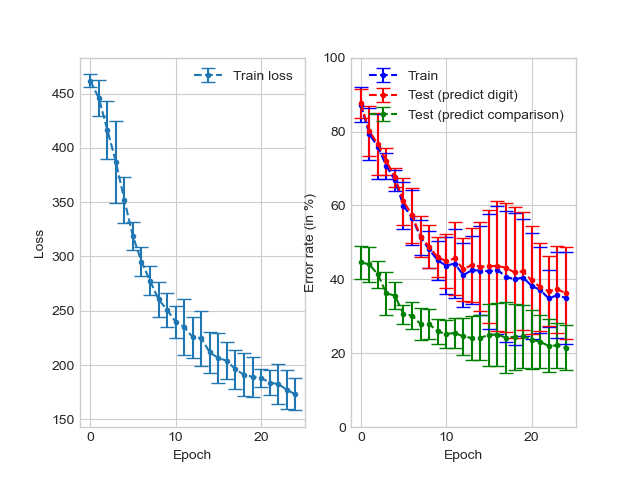 Train loss
450
400
350
300
250
200
150
Loss
0
10
20
Epoch
Train
Test (predict digit)
Test (predict comparison)
100
80
60
40
20
0
Error rate (in %)
0
10
20
Epoch